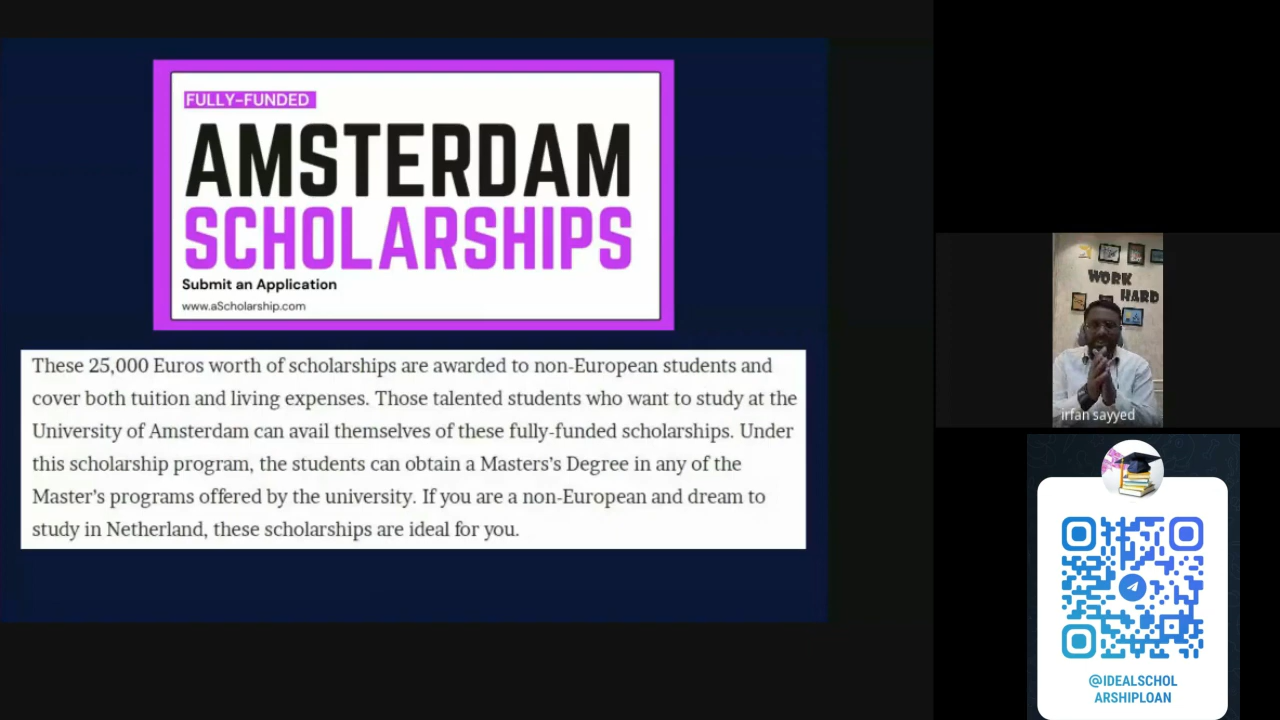 FULLY-FUNDED
AMSTERDAM
SCHOLARSHIPS
Submit an Application
www.aScholarship.com
These 25,000 Euros worth of scholarships are awarded to non-European students and
cover both tuition and living expenses. Those talented students who want to study at the
University of Amsterdam can avail themselves of these fully-funded scholarships. Under
this scholarship program, the students can obtain a Masters's Degree in any of the
Master's programs offered by the university. If you are a non-European and dream to
study in Netherland, these scholarships are ideal for you.
WORK
HARD
irfan sayyed
@IDEALSCHOL
ARSHIPLOAN